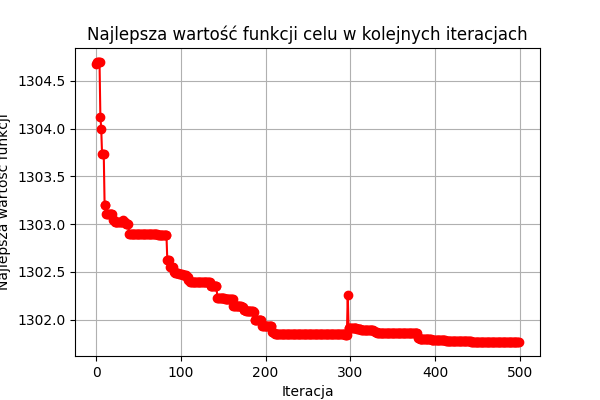 Najlepsza wartość funkcji celu w kolejnych iteracjach
Najlepsza wartość funkcji
1304.5
1304.0
1303.5
1303.0
1302.5
1302.0
0 100 200 300 400 500
Iteracja